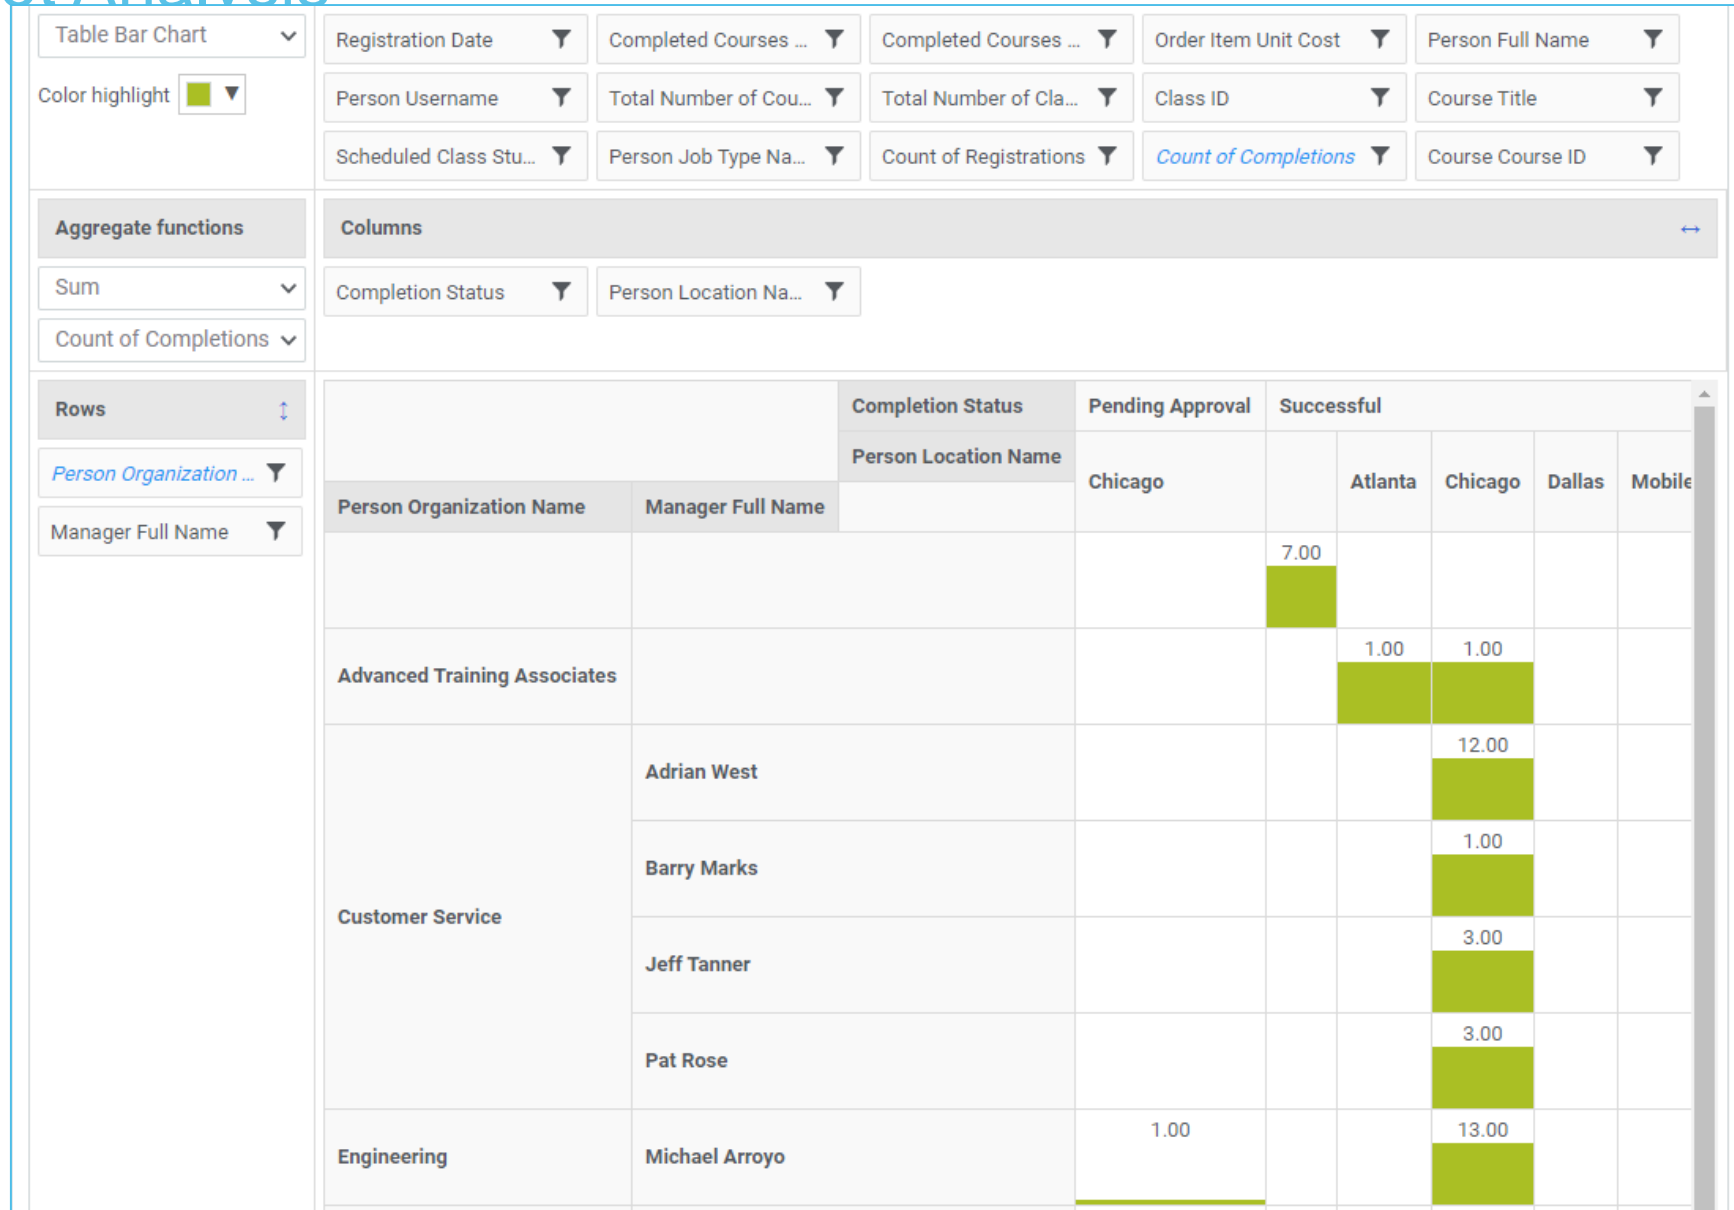 Table Bar Chart
Color highlight
Registration Date
Completed Courses ...
Completed Courses ...
Order Item Unit Cost
Person Full Name
Person Username
Total Number of Cou...
Total Number of Cla...
Class ID
Course Title
Scheduled Class Stu...
Person Job Type Na...
Count of Registrations
Count of Completions
Course Course ID
Aggregate functions
Sum
Count of Completions
Columns
Completion Status
Person Location Na...
Rows
Person Organization ...
Manager Full Name
Completion Status
Pending Approval
Successful
Person Location Name
Chicago
Atlanta
Chicago
Dallas
Mobile
Person Organization Name
Manager Full Name
7.00
Advanced Training Associates
1.00
1.00
Customer Service
Adrian West
12.00
Barry Marks
1.00
Jeff Tanner
3.00
Pat Rose
3.00
Engineering
Michael Arroyo
1.00
13.00